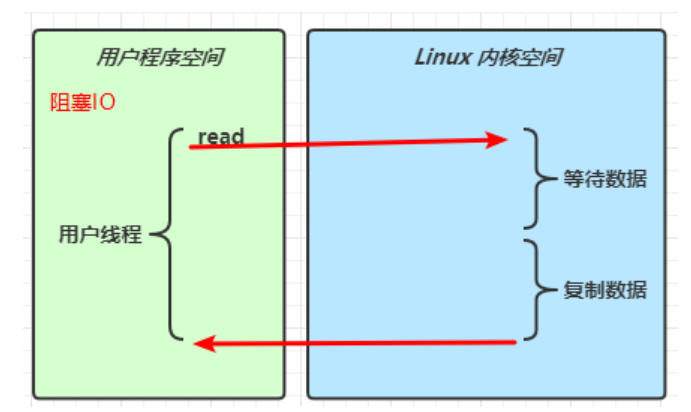 用户程序空间
Linux 内核空间
阻塞IO
read
等待数据
用户线程
复制数据